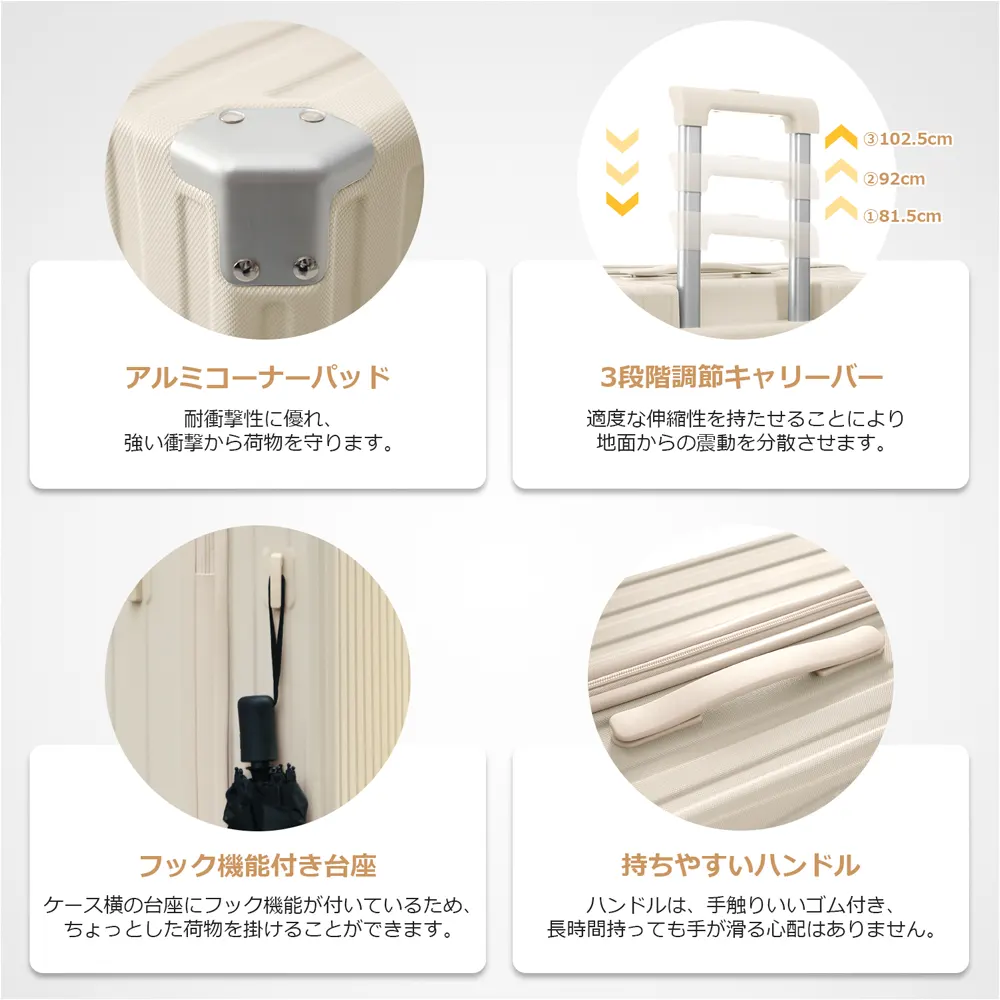 ③102.5cm
②92cm
①81.5cm
アルミコーナーパッド
耐衝撃性に優れ、
強い衝撃から荷物を守ります。
3段階調節キャリーバー
適度な伸縮性を持たせることにより
地面からの震動を分散させます。
フック機能付き台座
ケース横の台座にフック機能が付いているため、
ちょっとした荷物を掛けることができます。
持ちやすいハンドル
ハンドルは、手触りいいゴム付き、
長時間持っても手が滑る心配はありません。